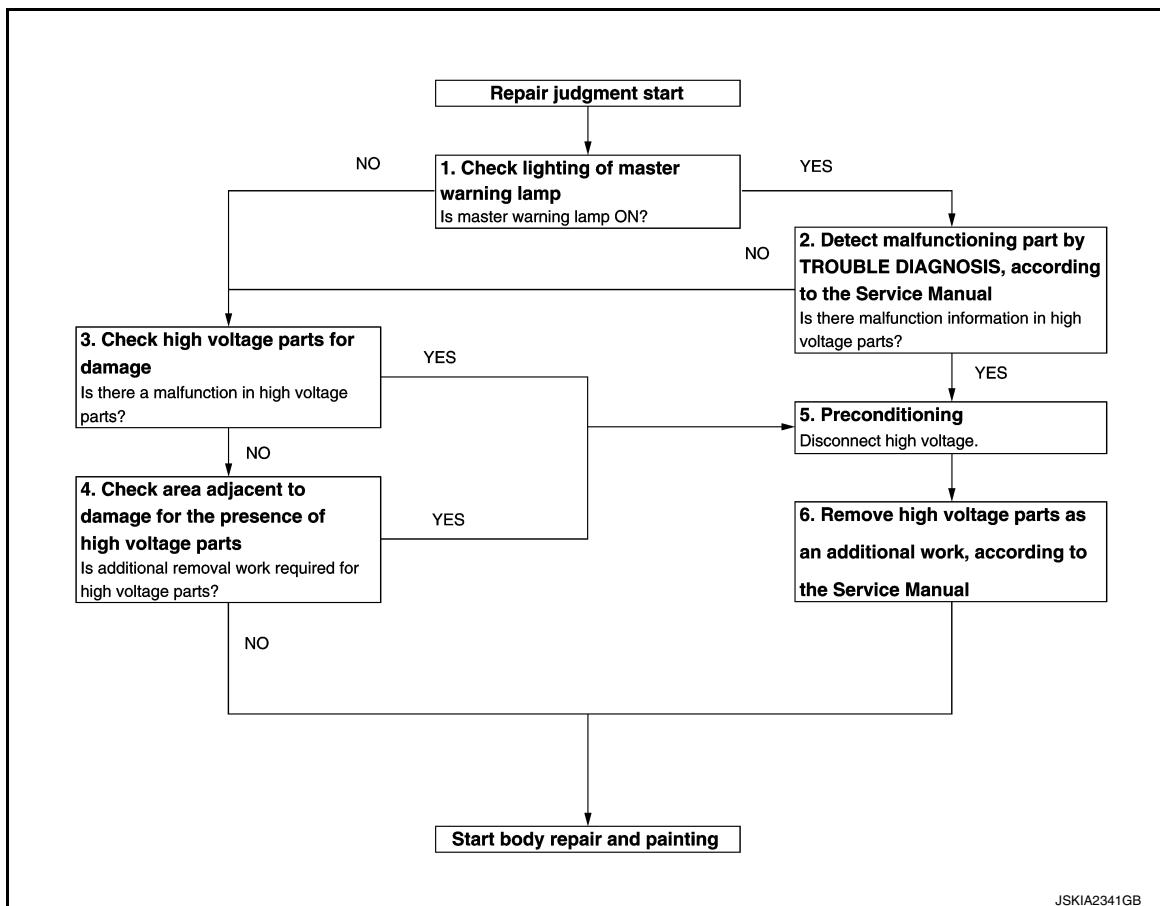 Repair judgment start
NO
1. Check lighting of master
warning lamp
Is master warning lamp ON?
YES
2. Detect malfunctioning part by
TROUBLE DIAGNOSIS, according
to the Service Manual
Is there malfunction information in high
voltage parts?
NO
3. Check high voltage parts for
damage
Is there a malfunction in high voltage
parts?
YES
YES
5. Preconditioning
Disconnect high voltage.
NO
4. Check area adjacent to
damage for the presence of
high voltage parts
Is additional removal work required for
high voltage parts?
YES
6. Remove high voltage parts as
an additional work, according to
the Service Manual
NO
Start body repair and painting
JSKIA2341GB